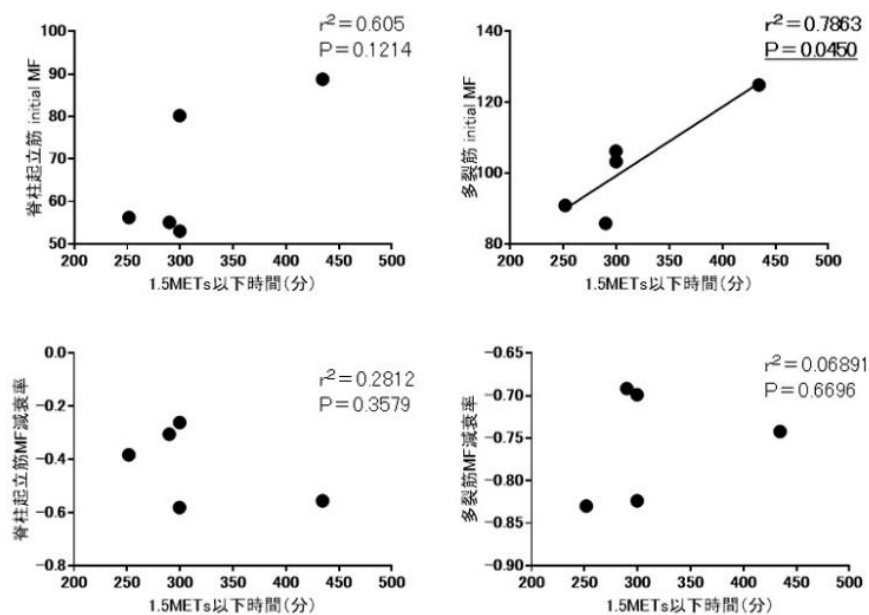 脊柱起立筋 initial MF
100
90
80
70
60
50
200 250 300 350 400 450 500
1.5METs以下時間(分)
r²=0.605
P=0.1214
多裂筋 initial MF
140
120
100
80
200 250 300 350 400 450 500
1.5METs以下時間(分)
r²=0.7863
P=0.0450
脊柱起立筋MF減衰率
0.0
-0.2
-0.4
-0.6
-0.8
200 250 300 350 400 450 500
1.5METs以下時間(分)
r²=0.2812
P=0.3579
多裂筋MF減衰率
-0.65
-0.70
-0.75
-0.80
-0.85
-0.90
200 250 300 350 400 450 500
1.5METs以下時間(分)
r²=0.06891
P=0.6696